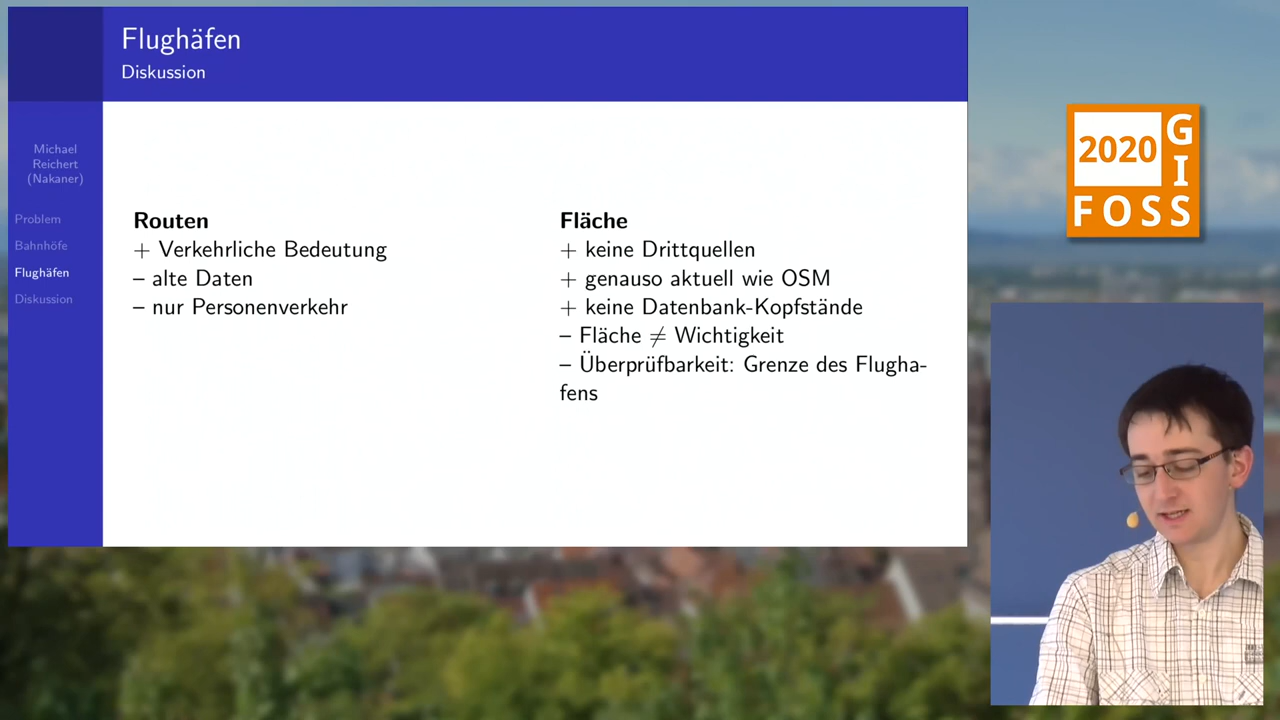 Flughäfen
Diskussion
Michael
Reichert
(Nakaner)
Problem
Bahnhöfe
Flughäfen
Diskussion
Routen
+ Verkehrliche Bedeutung
– alte Daten
– nur Personenverkehr
Fläche
+ keine Drittquellen
+ genauso aktuell wie OSM
+ keine Datenbank-Kopfstände
– Fläche ≠ Wichtigkeit
– Überprüfbarkeit: Grenze des Flugha-
fens
2020
GIS
FOSS